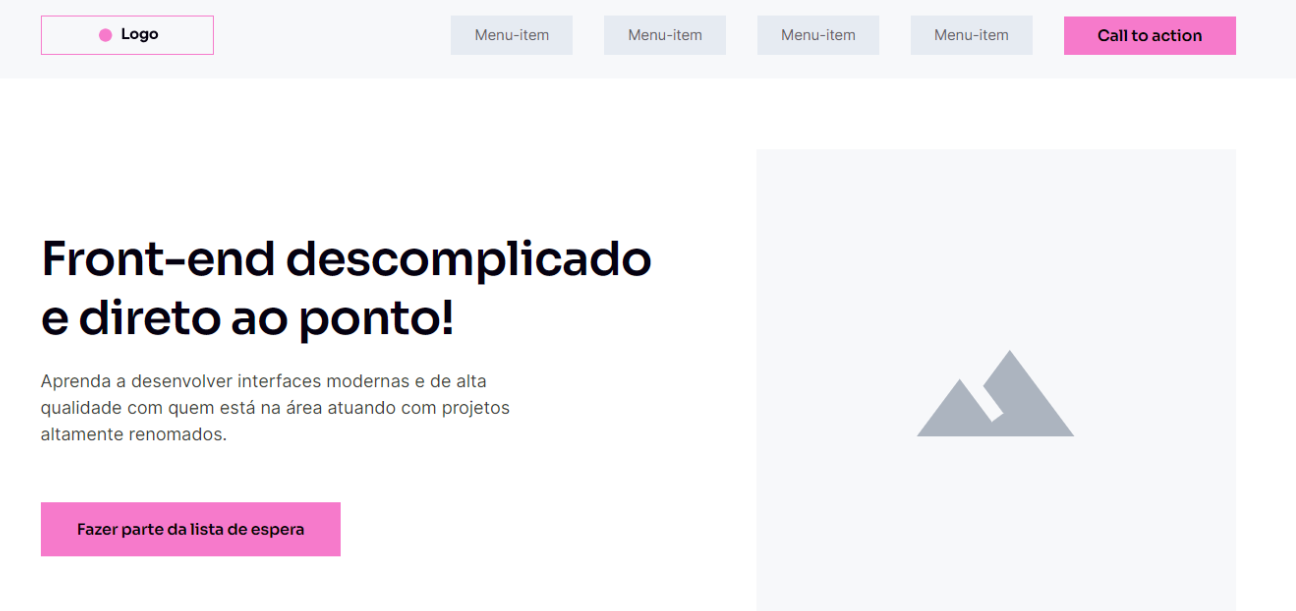 Logo
Menu-item
Menu-item
Menu-item
Menu-item
Call to action
Front-end descomplicado
e direto ao ponto!
Aprenda a desenvolver interfaces modernas e de alta
qualidade com quem está na área atuando com projetos
altamente renomados.
Fazer parte da lista de espera